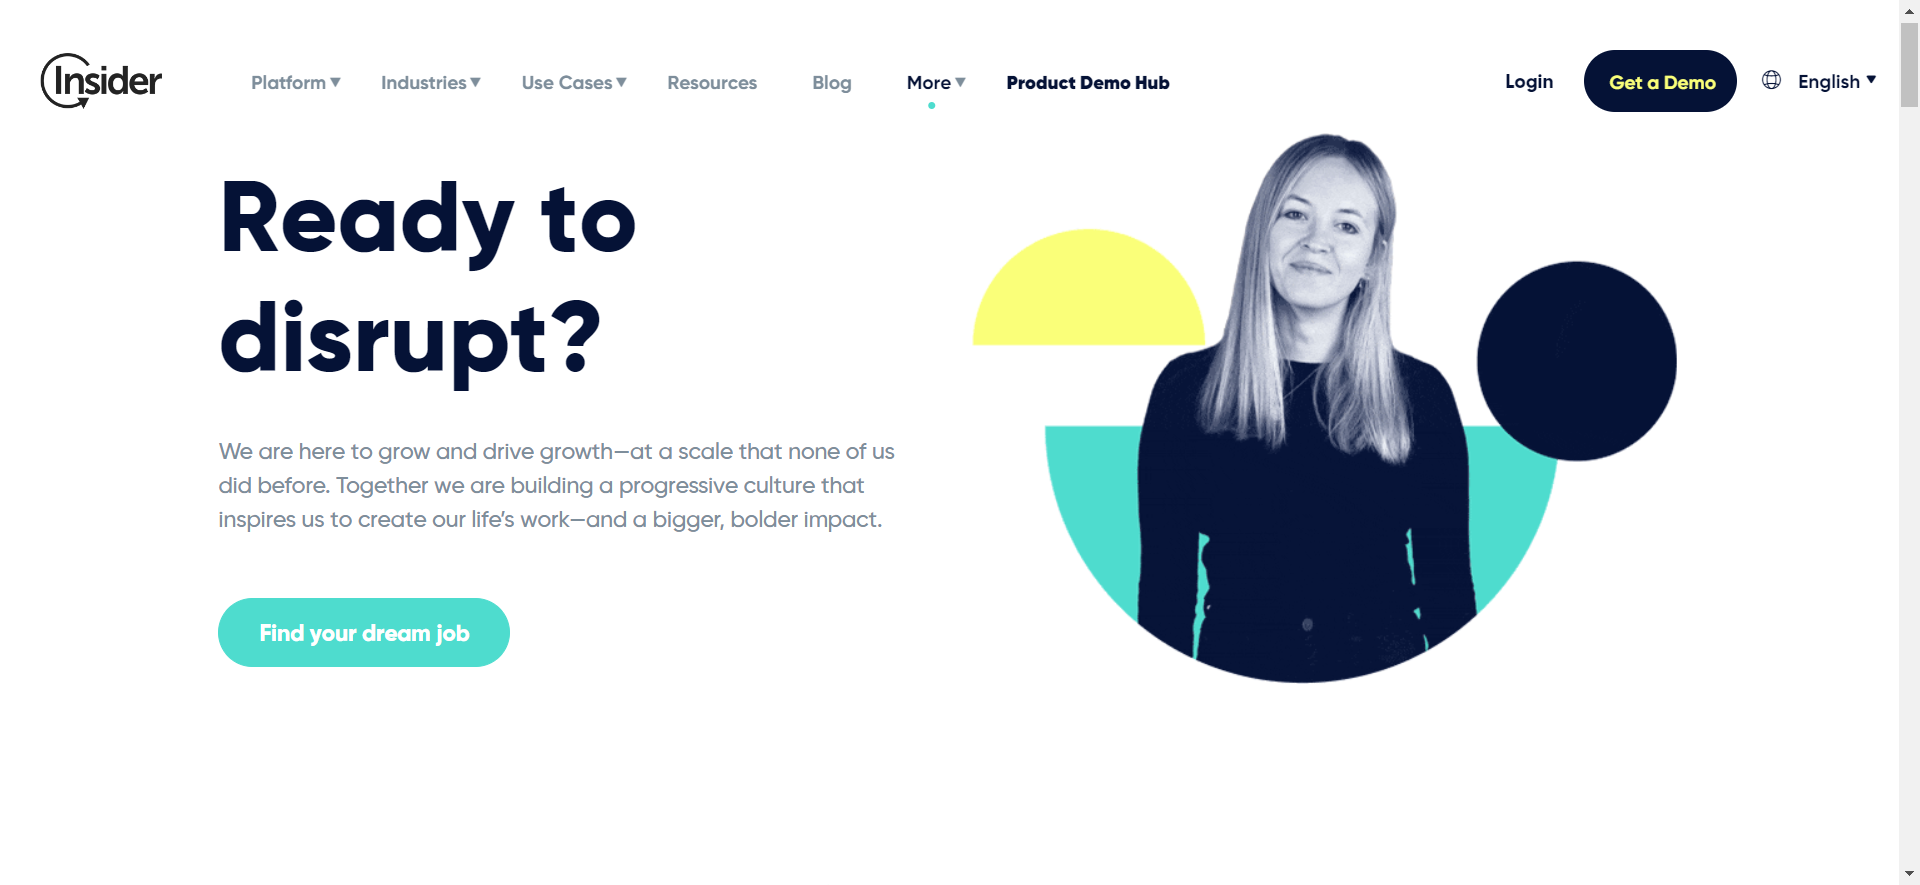 Insider
Platform
Industries
Use Cases
Resources
Blog
More
Product Demo Hub
Login
Get a Demo
English
Ready to
disrupt?
We are here to grow and drive growth—at a scale that none of us
did before. Together we are building a progressive culture that
inspires us to create our life’s work—and a bigger, bolder impact.
Find your dream job